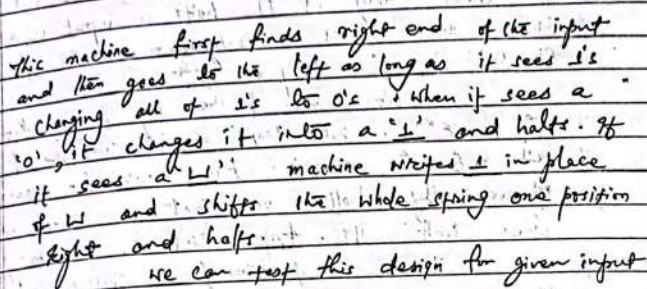 This machine first finds right end of the input
and then goes to the left as long as it sees 1's
changing all of 1's to 0's. When it sees a
'0', it changes it into a '1' and halts. If
it sees a '⊔' machine writes 1 in place
of ⊔ and shifts the whole string one position
right and halts.
we can test this design for given input